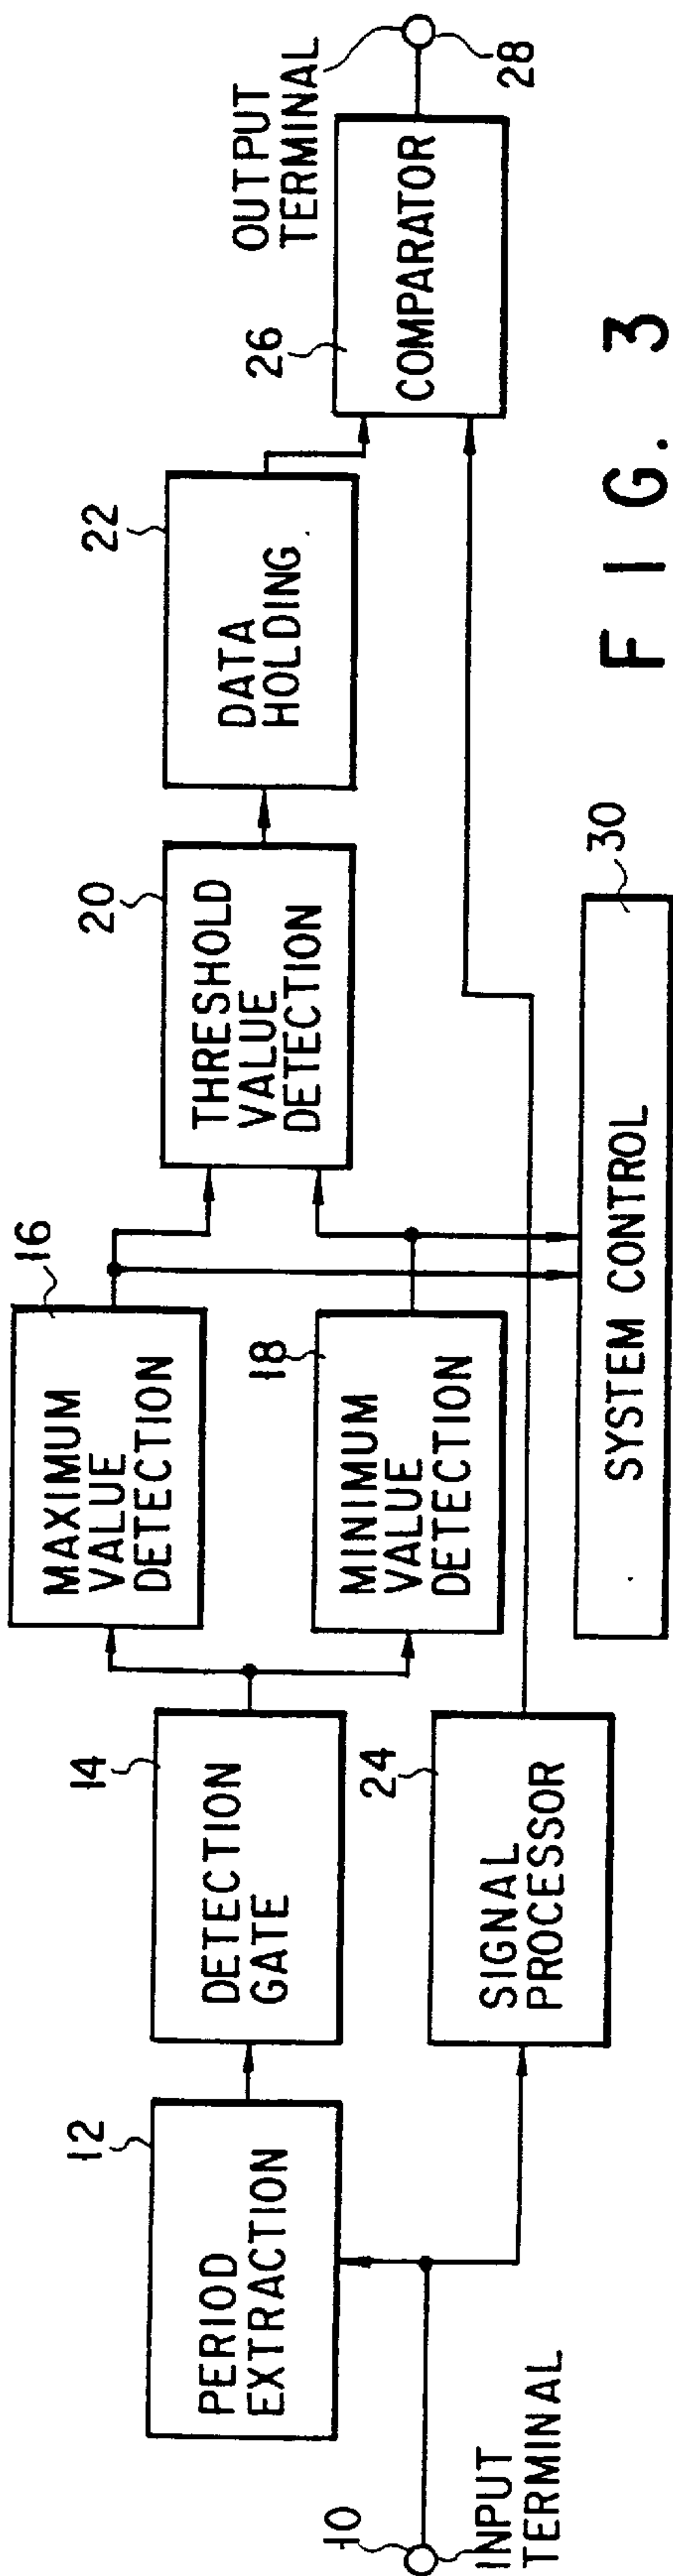 10
INPUT
TERMINAL
12
PERIOD
EXTRACTION
14
DETECTION
GATE
24
SIGNAL
PROCESSOR
16
MAXIMUM
VALUE
DETECTION
18
MINIMUM
VALUE
DETECTION
20
THRESHOLD
VALUE
DETECTION
22
DATA
HOLDING
26
COMPARATOR
OUTPUT
TERMINAL
28
30
SYSTEM CONTROL
FIG. 3